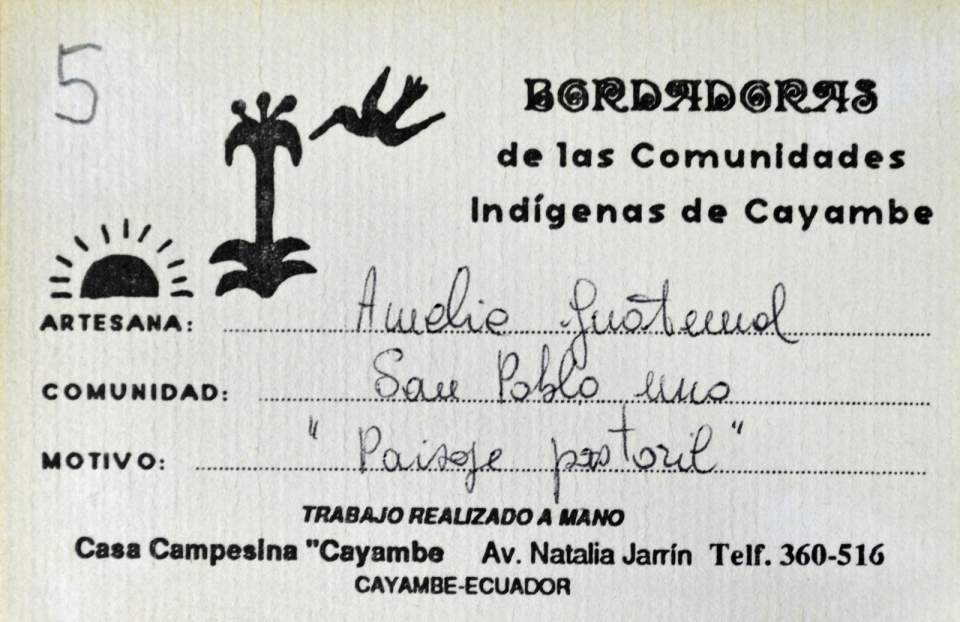 5
BORDADORAS
de las Comunidades
Indígenas de Cayambe
ARTESANA: Amelia Guatemal
COMUNIDAD: San Pablo uno
MOTIVO: "Paisaje pastoril"
TRABAJO REALIZADO A MANO
Casa Campesina "Cayambe Av. Natalia Jarrín Telf. 360-516
CAYAMBE-ECUADOR